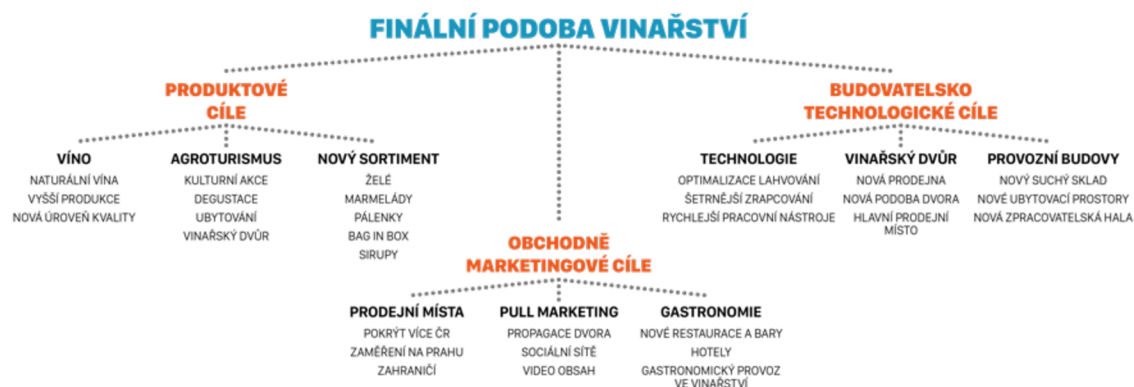 FINÁLNÍ PODOBA VINAŘSTVÍ
PRODUKTOVÉ
CÍLE
VÍNO
NATURÁLNÍ VÍNA
VYŠŠÍ PRODUKCE
NOVÁ ÚROVEŇ KVALITY
AGROTURISMUS
KULTURNÍ AKCE
DEGUSTACE
UBYTOVÁNÍ
VINAŘSKÝ DVŮR
NOVÝ SORTIMENT
ŽELÉ
MARMELÁDY
PÁLENKY
BAG IN BOX
SIRUPY
OBCHODNĚ
MARKETINGOVÉ CÍLE
PRODEJNÍ MÍSTA
POKRÝT VÍCE ČR
ZAMĚŘENÍ NA PRAHU
ZAHRANIČÍ
PULL MARKETING
PROPAGACE DVORA
SOCIÁLNÍ SÍTĚ
VIDEO OBSAH
GASTRONOMIE
NOVÉ RESTAURACE A BARY
HOTELY
GASTRONOMICKÝ PROVOZ
VE VINAŘSTVÍ
BUDOVATELSKO
TECHNOLOGICKÉ CÍLE
TECHNOLOGIE
OPTIMALIZACE LAHVOVÁNÍ
ŠETRNĚJŠÍ ZRAPCOVÁNÍ
RYCHLEJŠÍ PRACOVNÍ NÁSTROJE
VINAŘSKÝ DVŮR
NOVÁ PRODEJNA
NOVÁ PODOBA DVORA
HLAVNÍ PRODEJNÍ
MÍSTO
PROVOZNÍ BUDOVY
NOVÝ SUCHÝ SKLAD
NOVÉ UBYTOVACÍ PROSTORY
NOVÁ ZPRACOVATELSKÁ HALA